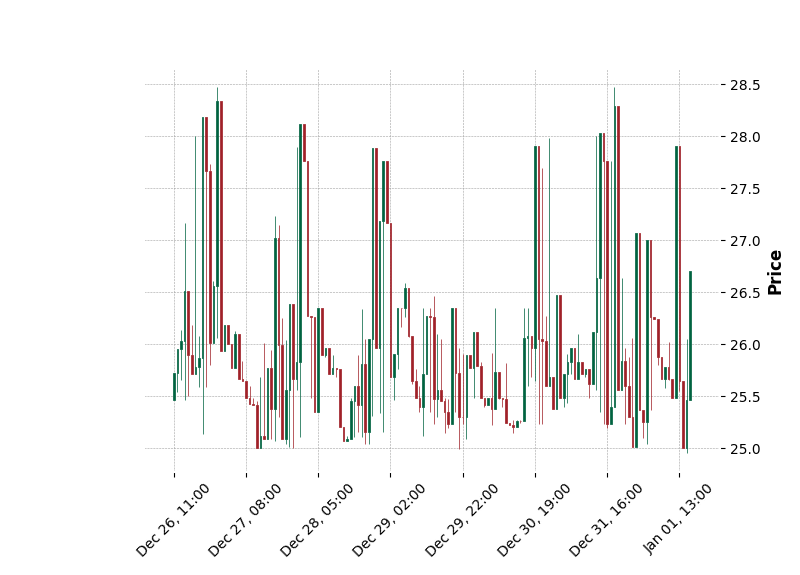 28.5
28.0
27.5
27.0
26.5
26.0
25.5
25.0
Price
Dec 26, 11:00
Dec 27, 08:00
Dec 28, 05:00
Dec 29, 02:00
Dec 29, 22:00
Dec 30, 19:00
Dec 31, 16:00
Jan 01, 13:00